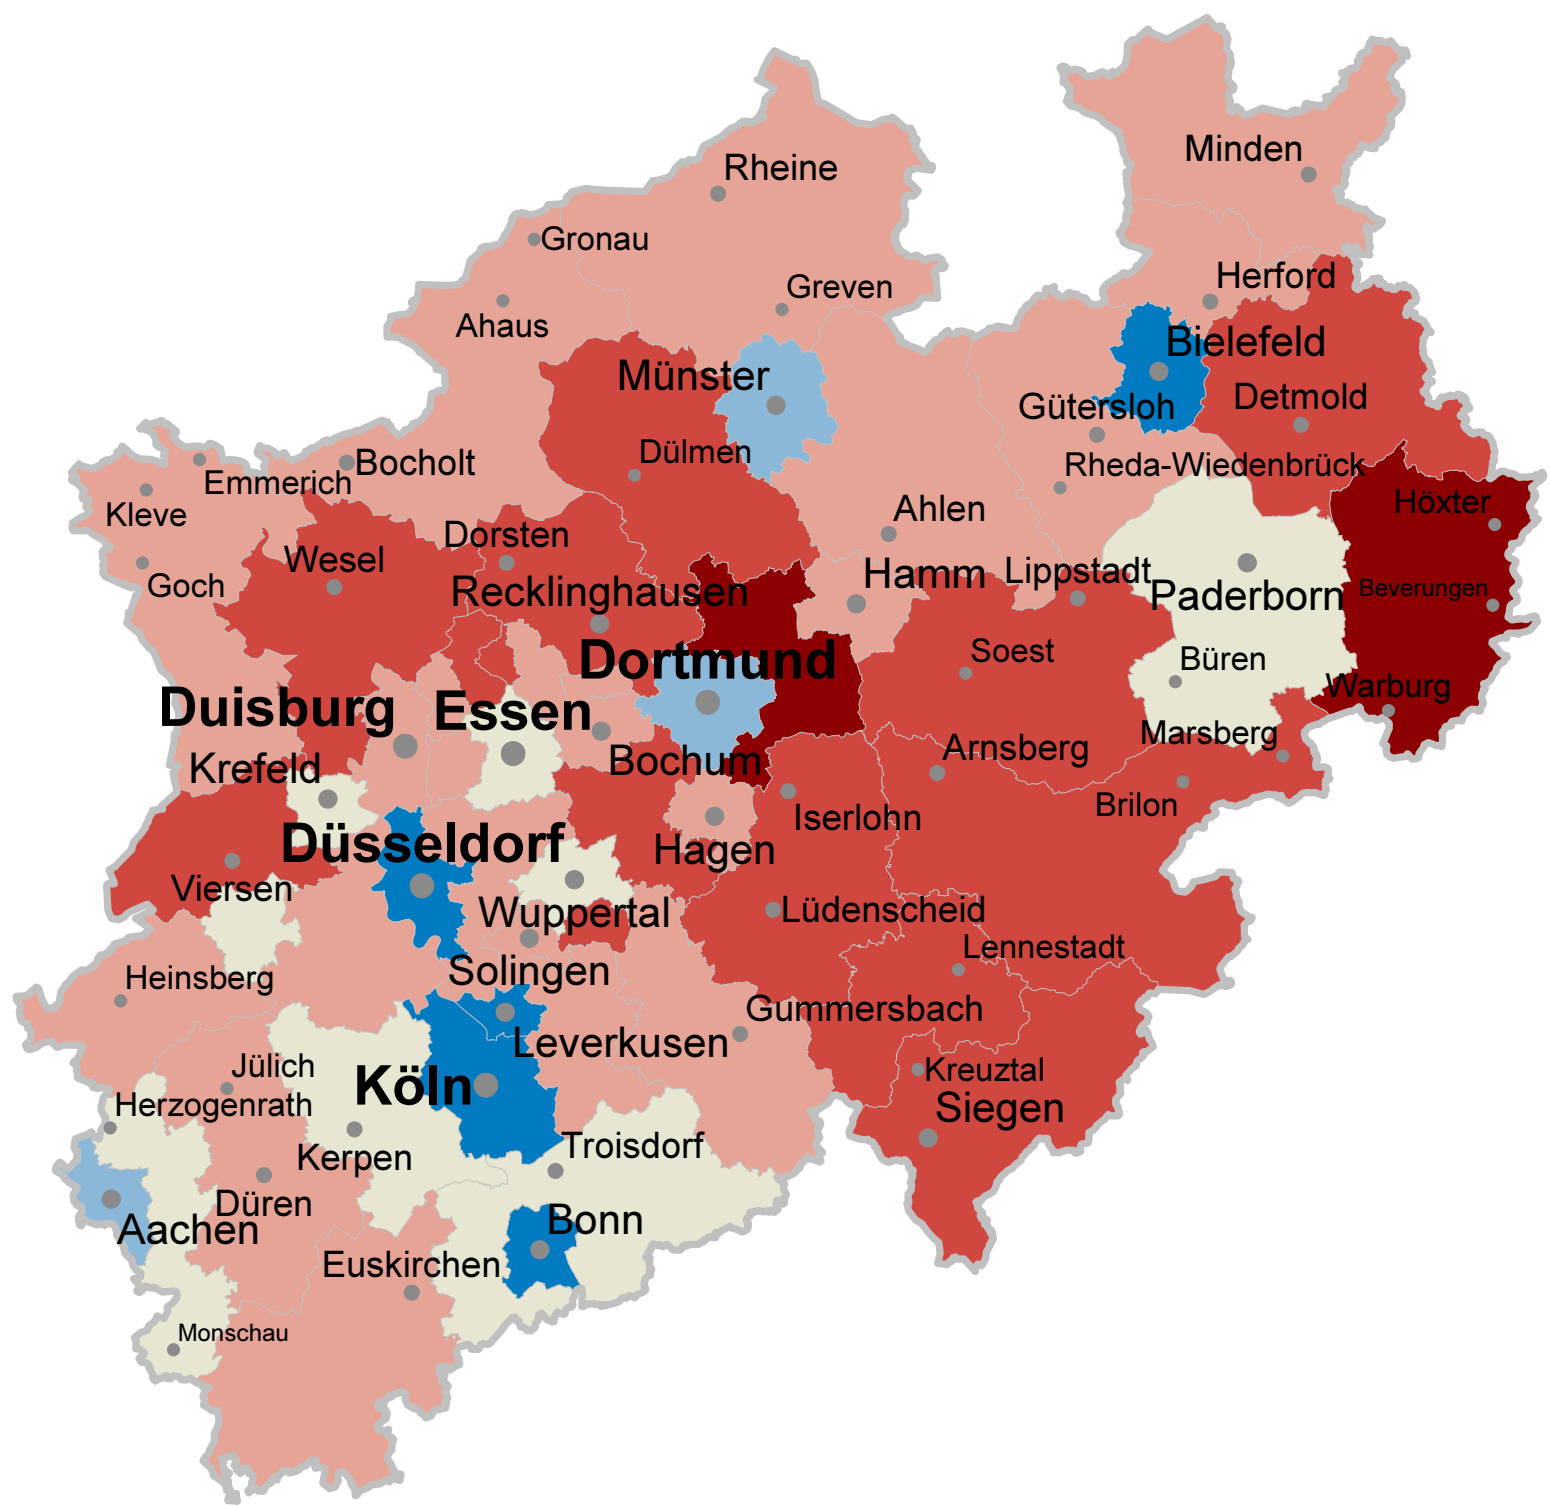 Minden
Rheine
Gronau
Herford
Greven
Ahaus
Bielefeld
Münster
Detmold
Gütersloh
Dülmen
Bocholt
Rheda-Wiedenbrück
Emmerich
Höxter
Kleve
Ahlen
Dorsten
Wesel
Hamm
Lippstadt
Goch
Beverungen
Recklinghausen
Paderborn
Soest
Büren
Dortmund
Warburg
Duisburg
Essen
Marsberg
Arnsberg
Bochum
Krefeld
Brilon
Iserlohn
Düsseldorf
Hagen
Viersen
Wuppertal
Lüdenscheid
Lennestadt
Solingen
Heinsberg
Gummersbach
Leverkusen
Jülich
Kreuztal
Köln
Herzogenrath
Siegen
Troisdorf
Kerpen
Düren
Bonn
Aachen
Euskirchen
Monschau